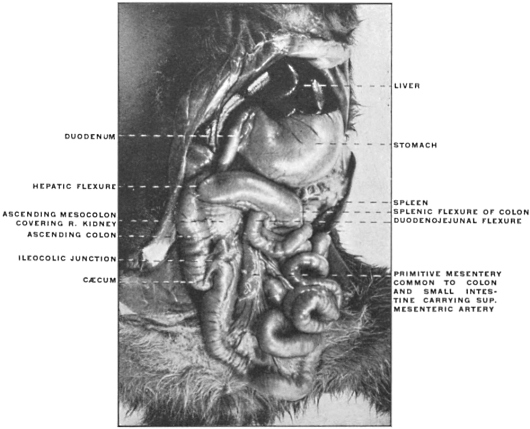 LIVER
DUODENUM
STOMACH
HEPATIC FLEXURE
SPLEEN
ASCENDING MESOCOLON
COVERING R. KIDNEY
SPLENIC FLEXURE OF COLON
DUODENOJEJUNAL FLEXURE
ASCENDING COLON
ILEOCOLIC JUNCTION
CÆCUM
PRIMITIVE MESENTERY
COMMON TO COLON
AND SMALL INTES-
TINE CARRYING SUP.
MESENTERIC ARTERY